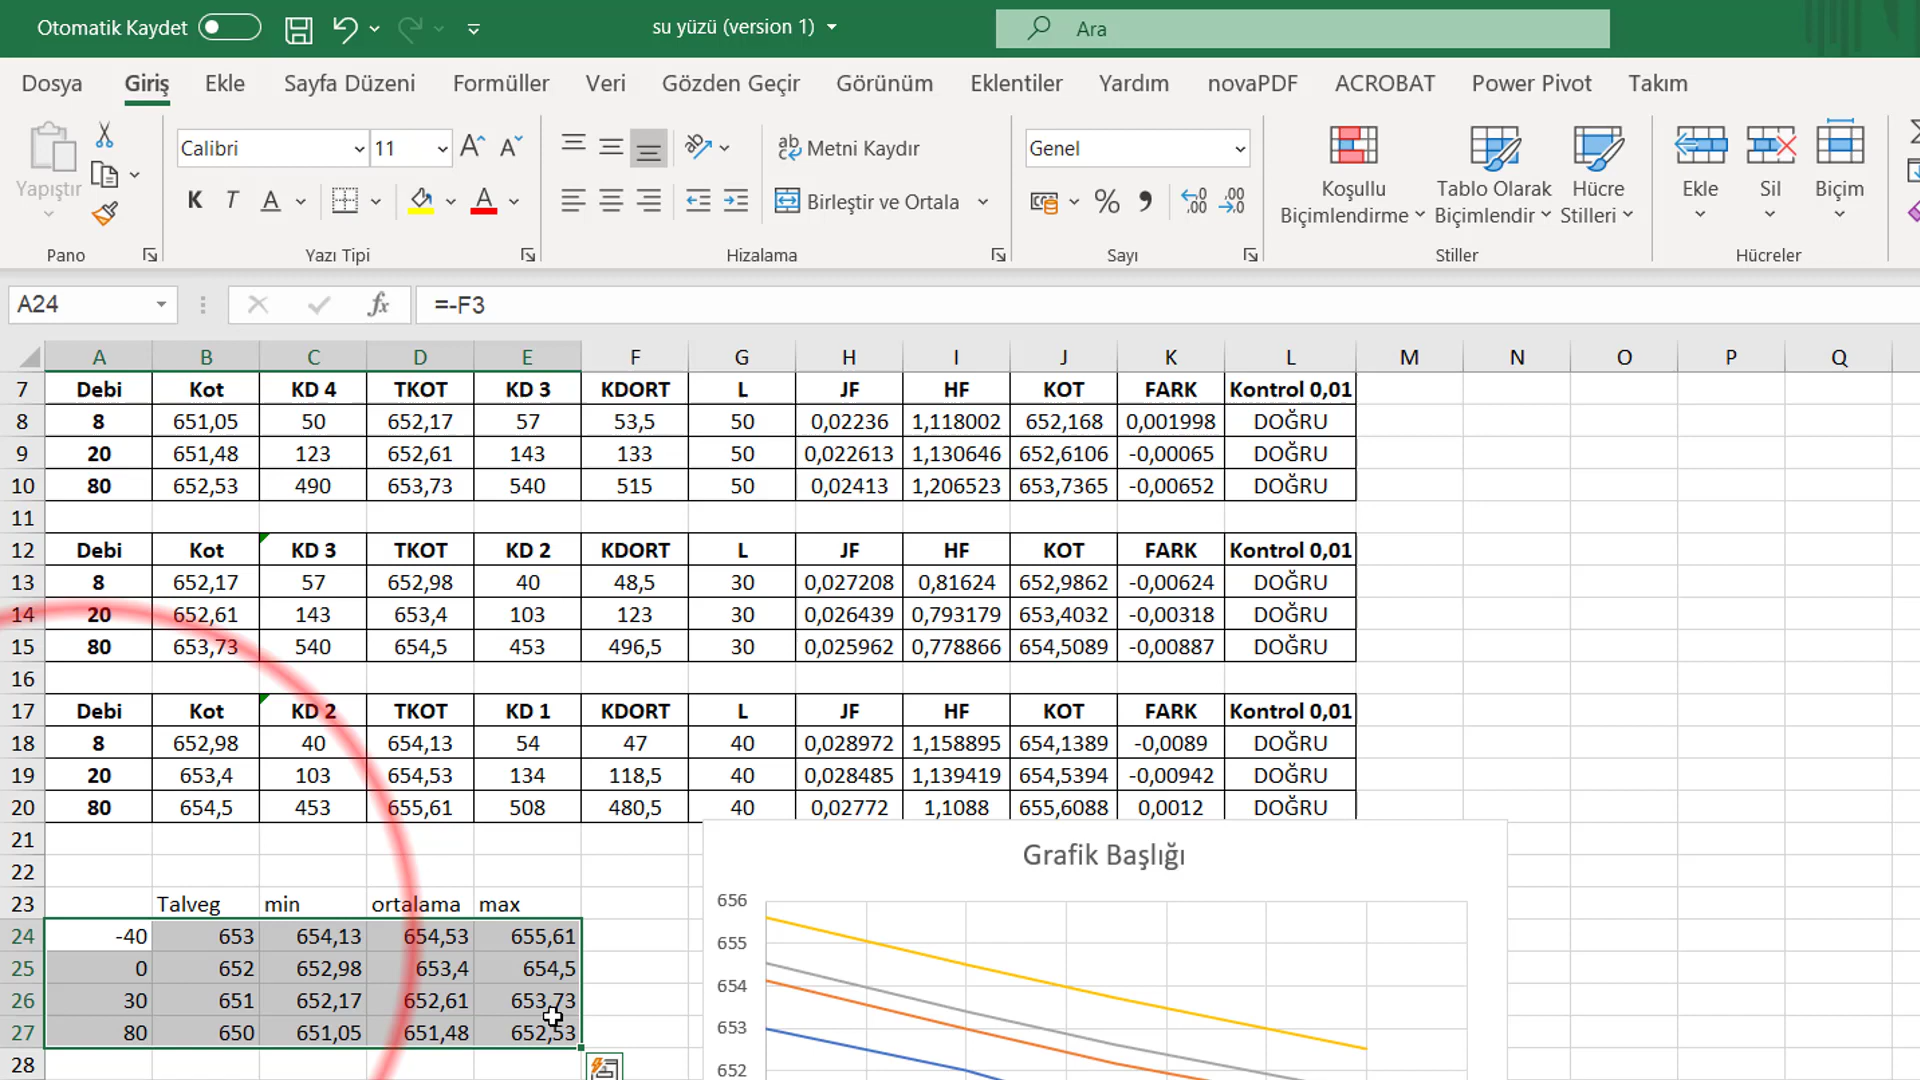 Otomatik Kaydet
su yüzü (version 1)
Ara
Dosya Giriş Ekle Sayfa Düzeni Formüller Veri Gözden Geçir Görünüm Eklentiler Yardım novaPDF ACROBAT Power Pivot Takım
Yapıştır
Calibri 11
K T A
Metni Kaydır
Birleştir ve Ortala
Genel
Koşullu Biçimlendirme
Tablo Olarak Biçimlendir
Hücre Stilleri
Ekle Sil Biçim
Pano Yazı Tipi Hizalama Sayı Stiller Hücreler
A24 fx =-F3
A B C D E F G H I J K L M N O P Q
7 Debi Kot KD 4 TKOT KD 3 KDORT L JF HF KOT FARK Kontrol 0,01
8 8 651,05 50 652,17 57 53,5 50 0,02236 1,118002 652,168 0,001998 DOĞRU
9 20 651,48 123 652,61 143 133 50 0,022613 1,130646 652,6106 -0,00065 DOĞRU
10 80 652,53 490 653,73 540 515 50 0,02413 1,206523 653,7365 -0,00652 DOĞRU
11
12 Debi Kot KD 3 TKOT KD 2 KDORT L JF HF KOT FARK Kontrol 0,01
13 8 652,17 57 652,98 40 48,5 30 0,027208 0,81624 652,9862 -0,00624 DOĞRU
14 20 652,61 143 653,4 103 123 30 0,026439 0,793179 653,4032 -0,00318 DOĞRU
15 80 653,73 540 654,5 453 496,5 30 0,025962 0,778866 654,5089 -0,00887 DOĞRU
16
17 Debi Kot KD 2 TKOT KD 1 KDORT L JF HF KOT FARK Kontrol 0,01
18 8 652,98 40 654,13 54 47 40 0,028972 1,158895 654,1389 -0,0089 DOĞRU
19 20 653,4 103 654,53 134 118,5 40 0,028485 1,139419 654,5394 -0,00942 DOĞRU
20 80 654,5 453 655,61 508 480,5 40 0,02772 1,1088 655,6088 0,0012 DOĞRU
21
22
23 Talveg min ortalama max
24 -40 653 654,13 654,53 655,61
25 0 652 652,98 653,4 654,5
26 30 651 652,17 652,61 653,73
27 80 650 651,05 651,48 652,53
28
Grafik Başlığı
656
655
654
653
652